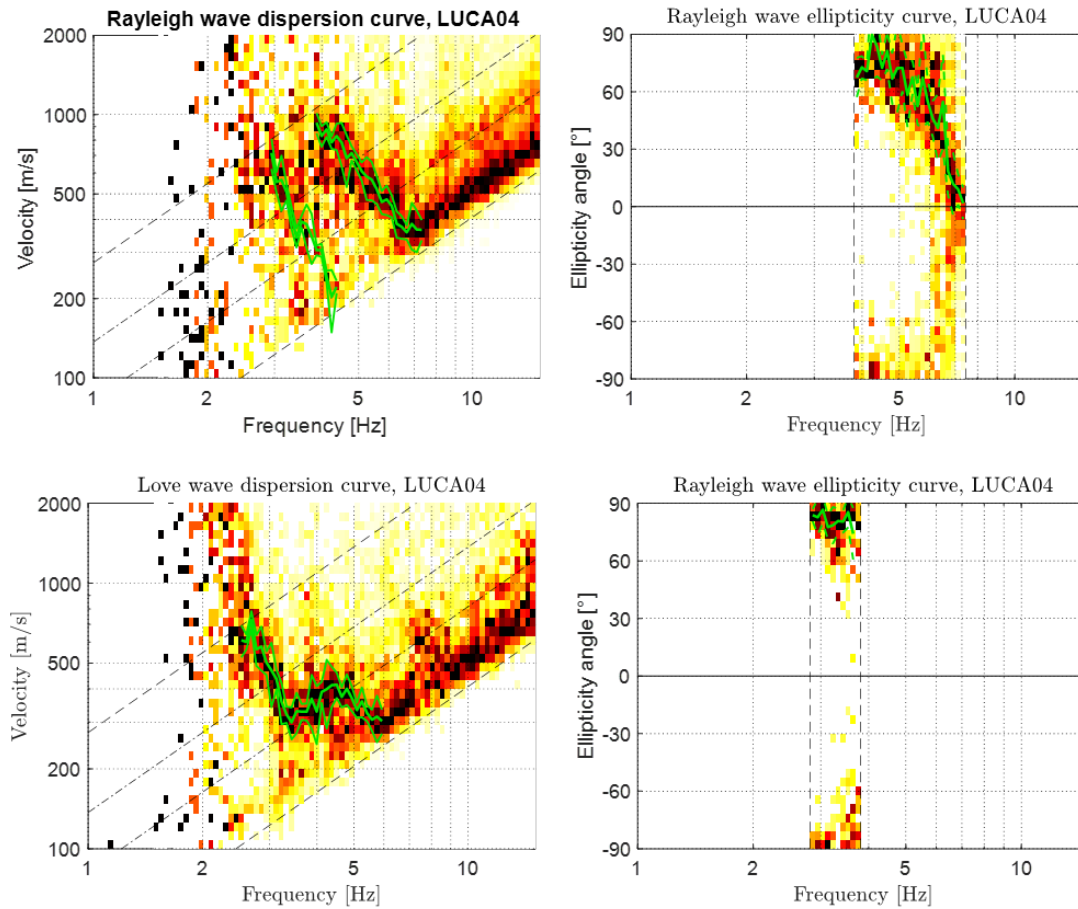 Rayleigh wave dispersion curve, LUCA04
2000
1000
500
200
100
Velocity [m/s]
1 2 5 10
Frequency [Hz]
Rayleigh wave ellipticity curve, LUCA04
90
60
30
0
-30
-60
-90
Ellipticity angle [°]
1 2 5 10
Frequency [Hz]
Love wave dispersion curve, LUCA04
2000
1000
500
200
100
Velocity [m/s]
1 2 5 10
Frequency [Hz]
Rayleigh wave ellipticity curve, LUCA04
90
60
30
0
-30
-60
-90
Ellipticity angle [°]
1 2 5 10
Frequency [Hz]